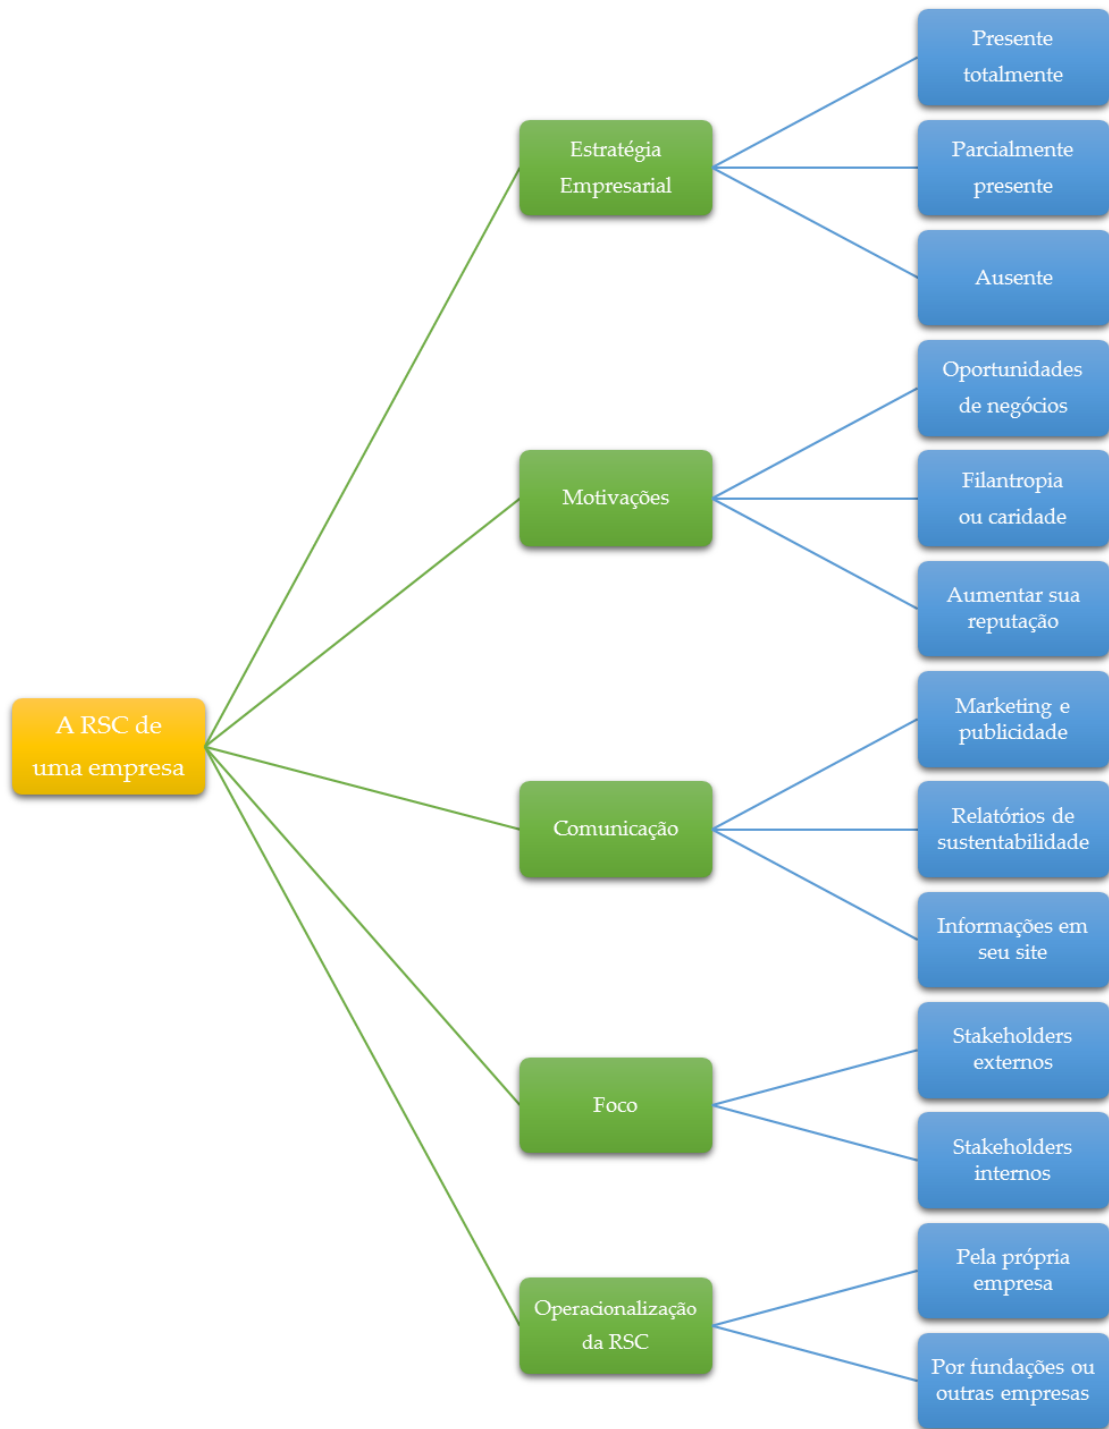 Presente
totalmente
Estratégia
Empresarial
Parcialmente
presente
Ausente
Oportunidades
de negócios
Motivações
Filantropia
ou caridade
Aumentar sua
reputação
A RSC de
uma empresa
Marketing e
publicidade
Comunicação
Relatórios de
sustentabilidade
Informações em
seu site
Stakeholders
externos
Foco
Stakeholders
internos
Pela própria
empresa
Operacionalização
da RSC
Por fundações ou
outras empresas